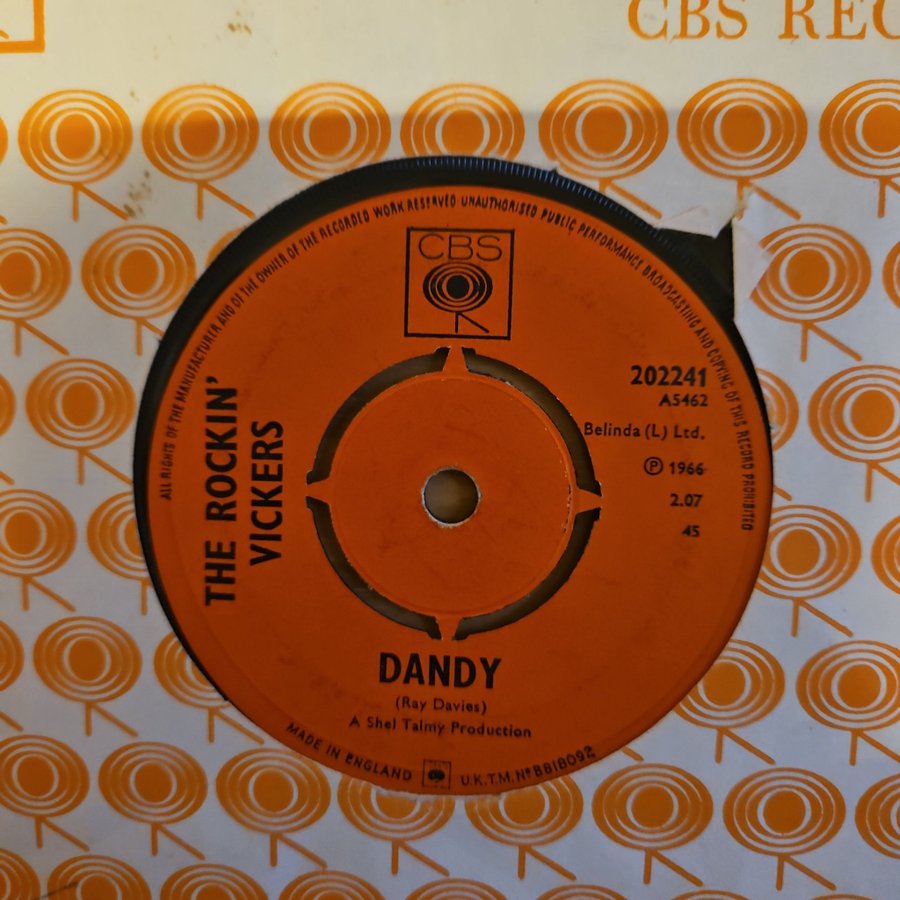 CBS REC
ALL RIGHTS OF THE MANUFACTURER AND OF THE OWNER OF THE RECORDED WORK RESERVED UNAUTHORISED PUBLIC PERFORMANCE BROADCASTING AND COPYING OF THIS RECORD PROHIBITED
CBS
THE ROCKIN'
VICKERS
202241
A5462
Belinda (L) Ltd.
Ⓟ 1966
2.07
45
DANDY
(Ray Davies)
A Shel Talmy Production
MADE IN ENGLAND U.K.T.M. Nº B818092